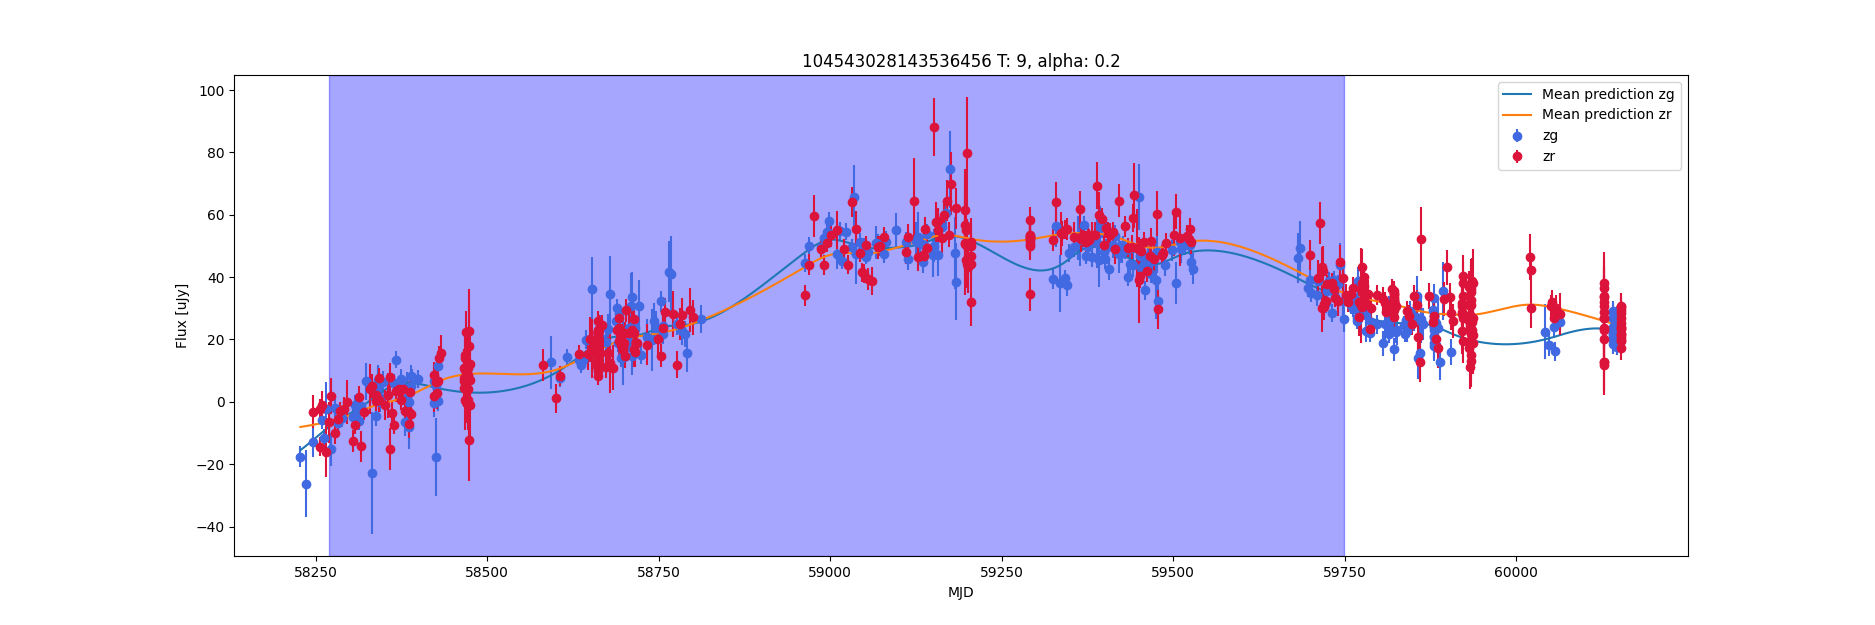 104543028143536456 T: 9, alpha: 0.2
Flux [uJy]
100
80
60
40
20
0
−20
−40
58250
58500
58750
59000
59250
59500
59750
60000
MJD
Mean prediction zg
Mean prediction zr
zg
zr